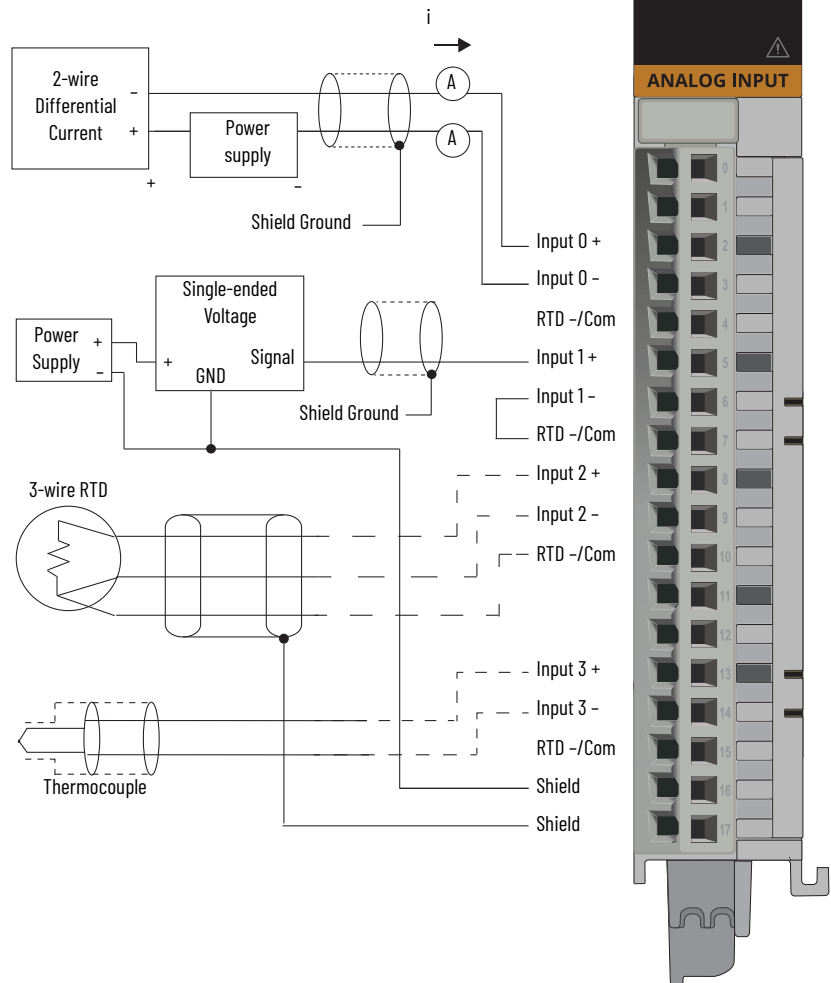 i
2-wire
Differential
Current
–
+
A
A
Power
supply
+
–
Shield Ground
Input 0 +
Input 0 –
RTD –/Com
Single-ended
Voltage
Power
Supply
+
–
+
Signal
GND
Shield Ground
Input 1 +
Input 1 –
RTD –/Com
3-wire RTD
Input 2 +
Input 2 –
RTD –/Com
Input 3 +
Input 3 –
RTD –/Com
Thermocouple
Shield
Shield
ANALOG INPUT
0
1
2
3
4
5
6
7
8
9
10
11
12
13
14
15
16
17